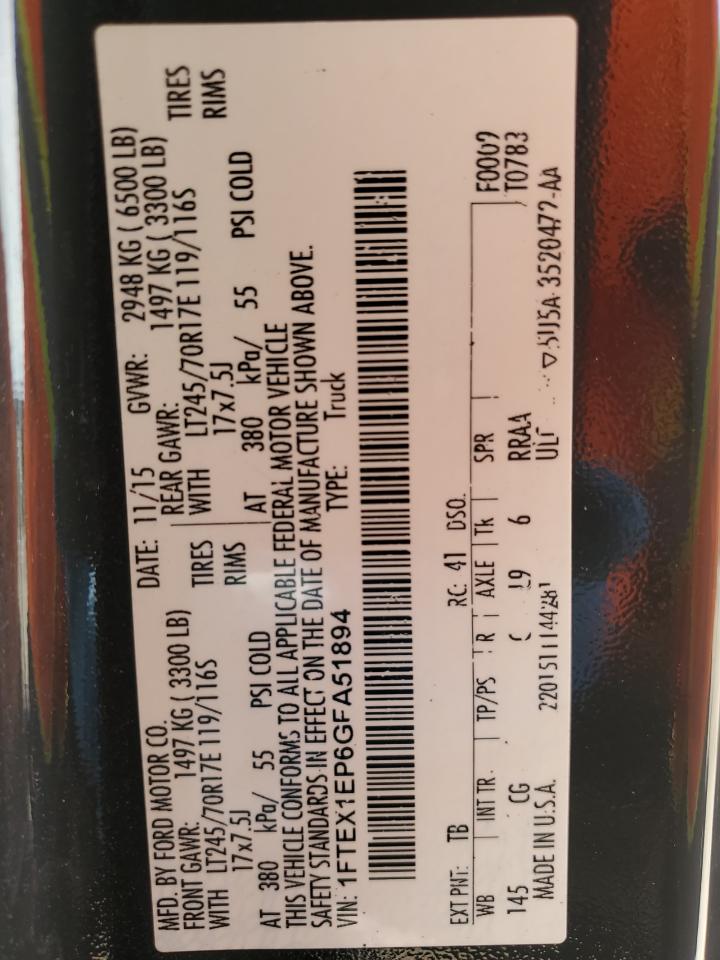 MFD. BY FORD MOTOR CO.
DATE: 11/15 GVWR: 2948 KG ( 6500 LB)
FRONT GAWR: 1497 KG ( 3300 LB)
REAR GAWR: 1497 KG ( 3300 LB)
WITH LT245/70R17E 119/116S TIRES
WITH LT245/70R17E 119/116S TIRES
17x7.5J RIMS
17x7.5J RIMS
AT 380 kPa/ 55 PSI COLD
AT 380 kPa/ 55 PSI COLD
THIS VEHICLE CONFORMS TO ALL APPLICABLE FEDERAL MOTOR VEHICLE
SAFETY STANDARDS IN EFFECT ON THE DATE OF MANUFACTURE SHOWN ABOVE.
VIN: 1FTEX1EP6GFA51894 TYPE: Truck
EXT PNT: TB RC: 41 DSO:
WB INT TR. TP/PS R AXLE Tk SPR F0009
T0783
145 CG 6 RRAA
MADE IN U.S.A.